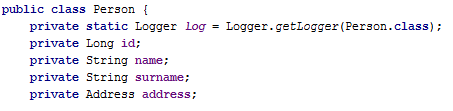 public class Person {
    private static Logger log = Logger.getLogger(Person.class);
    private Long id;
    private String name;
    private String surname;
    private Address address;